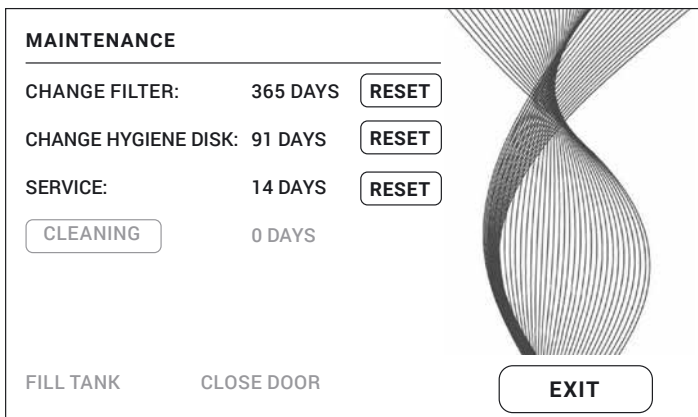 MAINTENANCE
CHANGE FILTER: 365 DAYS RESET
CHANGE HYGIENE DISK: 91 DAYS RESET
SERVICE: 14 DAYS RESET
CLEANING 0 DAYS
FILL TANK CLOSE DOOR EXIT